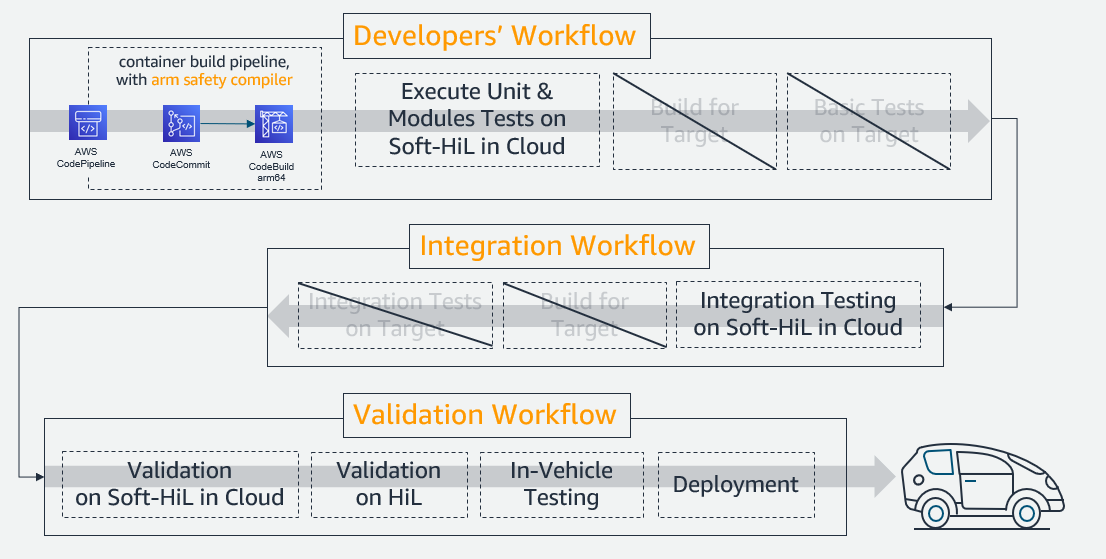 Developers' Workflow
container build pipeline,
with arm safety compiler
AWS
CodePipeline
AWS
CodeCommit
AWS
CodeBuild
arm64
Execute Unit &
Modules Tests on
Soft-HiL in Cloud
Build for
Target
Basic Tests
on Target
Integration Workflow
Integration Tests
on Target
Build for
Target
Integration Testing
on Soft-HiL in Cloud
Validation Workflow
Validation
on Soft-HiL in Cloud
Validation
on HiL
In-Vehicle
Testing
Deployment